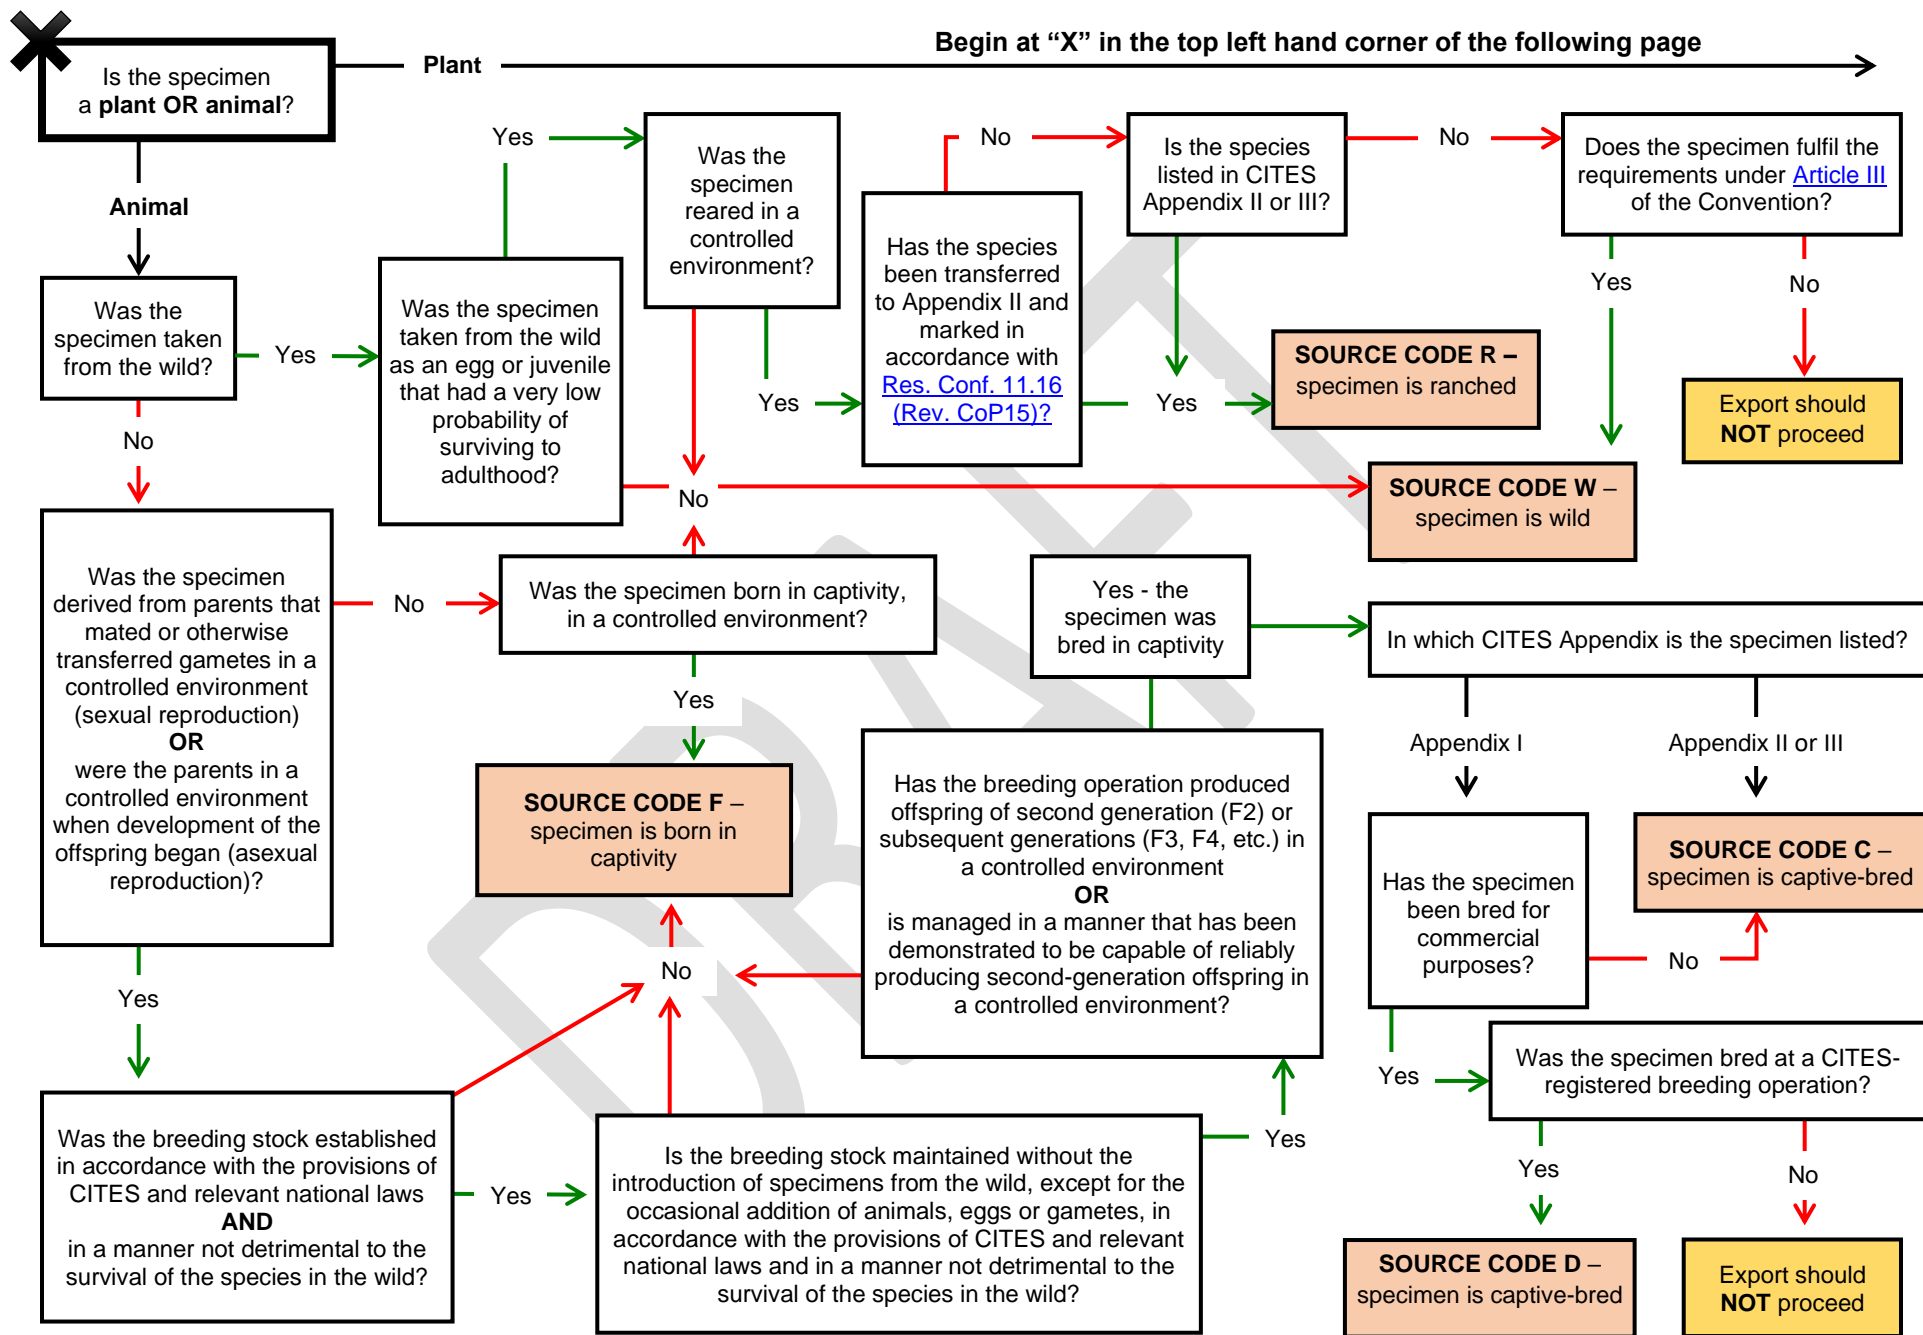 Begin at “X” in the top left hand corner of the following page
Is the specimen
a plant OR animal?
Plant
Animal
Was the
specimen taken
from the wild?
Yes
No
Was the specimen
taken from the wild
as an egg or juvenile
that had a very low
probability of
surviving to
adulthood?
Yes
Was the
specimen
reared in a
controlled
environment?
Yes
No
Has the species
been transferred
to Appendix II and
marked in
accordance with
Res. Conf. 11.16
(Rev. CoP15)?
No
Yes
Is the species
listed in CITES
Appendix II or III?
No
Does the specimen fulfil the
requirements under Article III
of the Convention?
Yes
No
SOURCE CODE R –
specimen is ranched
Export should
NOT proceed
SOURCE CODE W –
specimen is wild
Was the specimen
derived from parents that
mated or otherwise
transferred gametes in a
controlled environment
(sexual reproduction)
OR
were the parents in a
controlled environment
when development of the
offspring began (asexual
reproduction)?
No
Yes
Was the specimen born in captivity,
in a controlled environment?
Yes
SOURCE CODE F –
specimen is born in
captivity
No
Yes - the
specimen was
bred in captivity
In which CITES Appendix is the specimen listed?
Appendix I
Appendix II or III
Has the breeding operation produced
offspring of second generation (F2) or
subsequent generations (F3, F4, etc.) in
a controlled environment
OR
is managed in a manner that has been
demonstrated to be capable of reliably
producing second-generation offspring in
a controlled environment?
Has the specimen
been bred for
commercial
purposes?
No
Yes
SOURCE CODE C –
specimen is captive-bred
Was the specimen bred at a CITES-
registered breeding operation?
Yes
No
Was the breeding stock established
in accordance with the provisions of
CITES and relevant national laws
AND
in a manner not detrimental to the
survival of the species in the wild?
Yes
Is the breeding stock maintained without the
introduction of specimens from the wild, except for the
occasional addition of animals, eggs or gametes, in
accordance with the provisions of CITES and relevant
national laws and in a manner not detrimental to the
survival of the species in the wild?
Yes
SOURCE CODE D –
specimen is captive-bred
Export should
NOT proceed
DRAFT